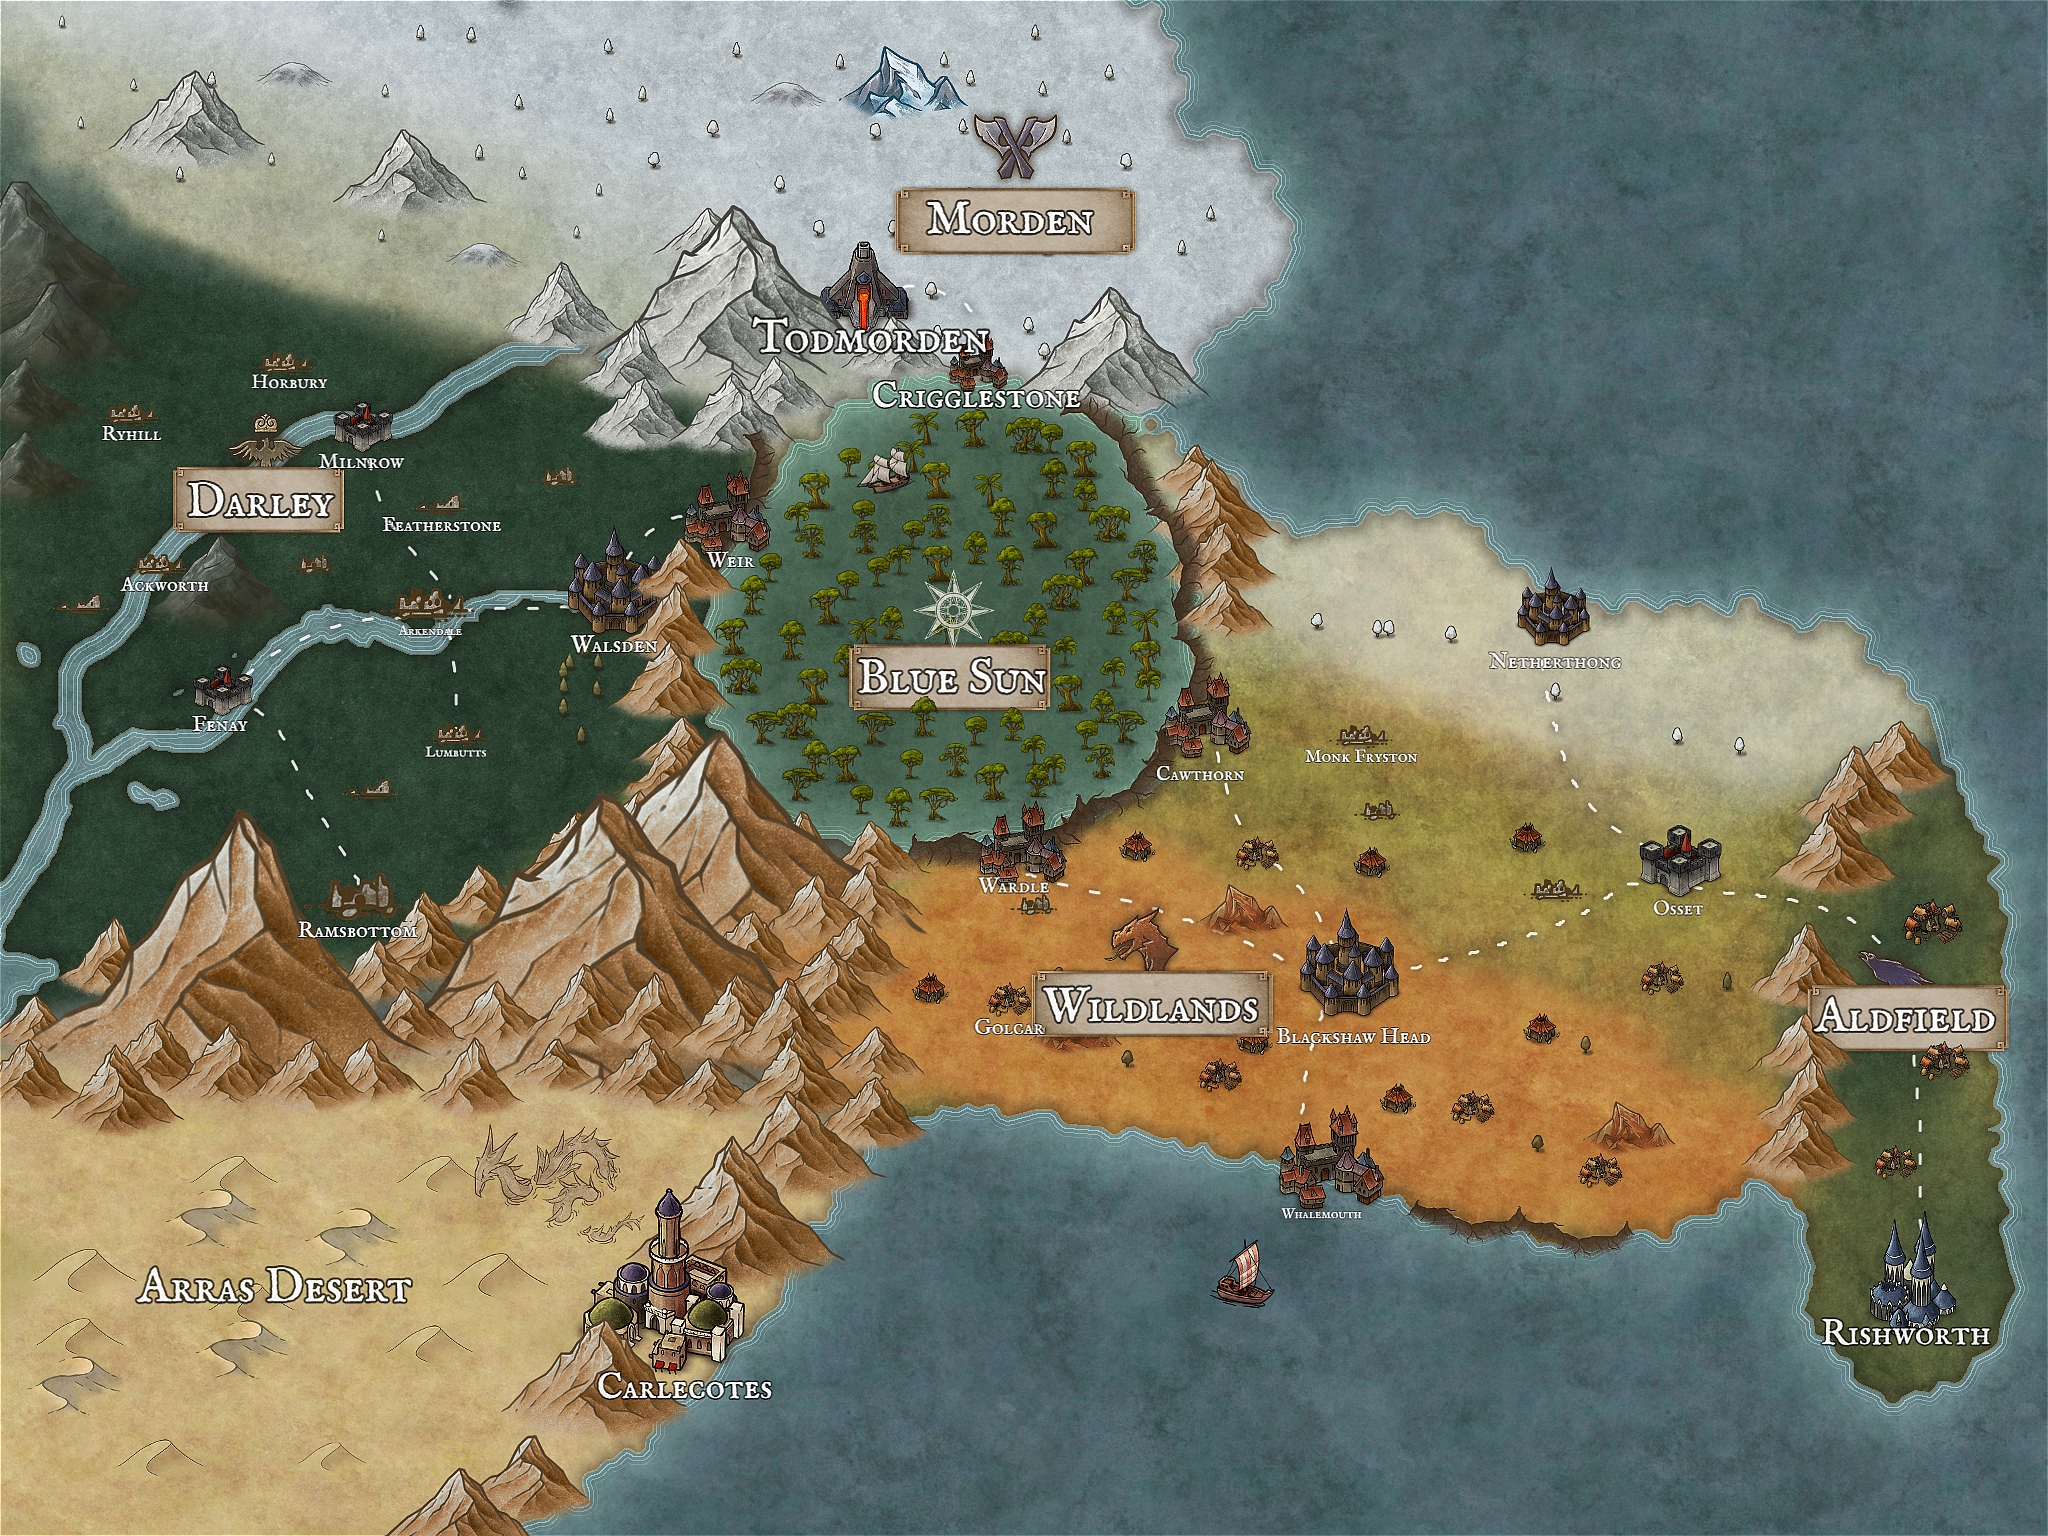 Morden
Todmorden
Horbury
Crigglestone
Ryhill
Milnrow
Darley
Featherstone
Weir
Ackworth
Arkendale
Walsden
Netherthong
Blue Sun
Fenay
Lumbutts
Monk Fryston
Cawthorn
Wardle
Osset
Ramsbottom
Wildlands
Aldfield
Golcar
Blackshaw Head
Whalemouth
Arras Desert
Rishworth
Carlecotes